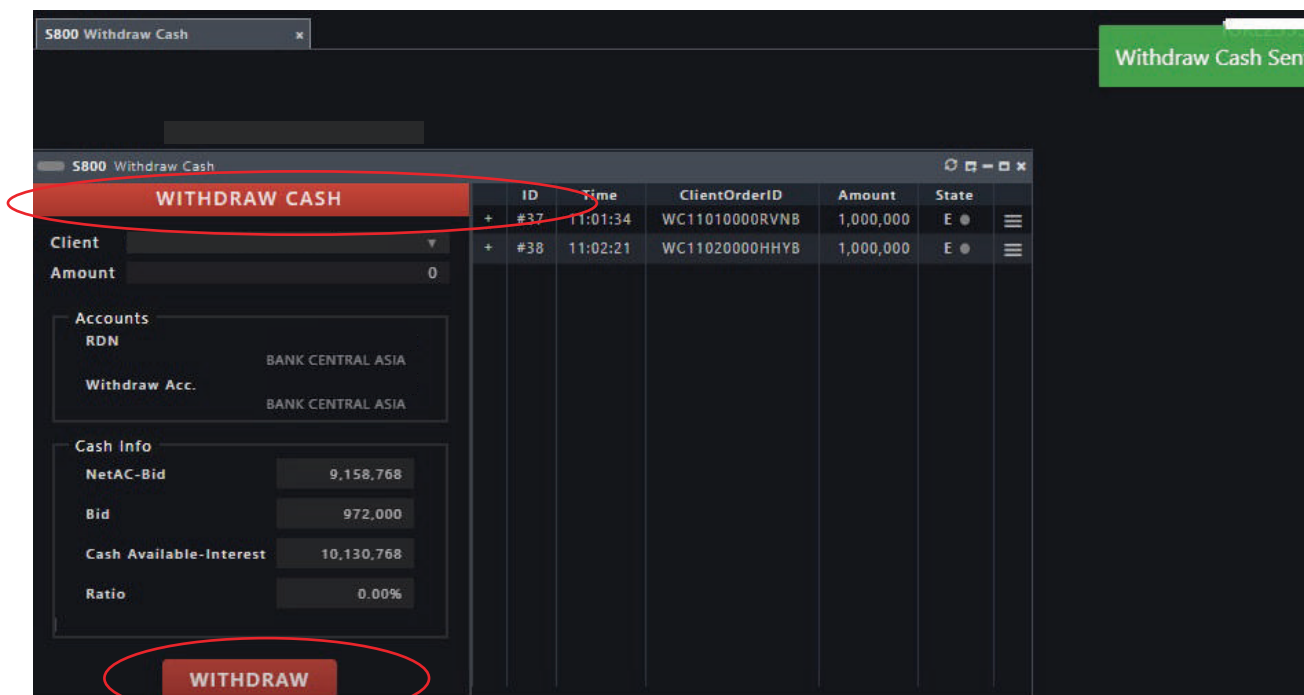 S800 Withdraw Cash ×
Withdraw Cash Sen
S800 Withdraw Cash
WITHDRAW CASH
Client
Amount 0
Accounts
RDN
BANK CENTRAL ASIA
Withdraw Acc.
BANK CENTRAL ASIA
Cash Info
NetAC-Bid 9,158,768
Bid 972,000
Cash Available-Interest 10,130,768
Ratio 0.00%
WITHDRAW
ID Time ClientOrderID Amount State
+ #37 11:01:34 WC11010000RVNB 1,000,000 E
+ #38 11:02:21 WC11020000HHYB 1,000,000 E